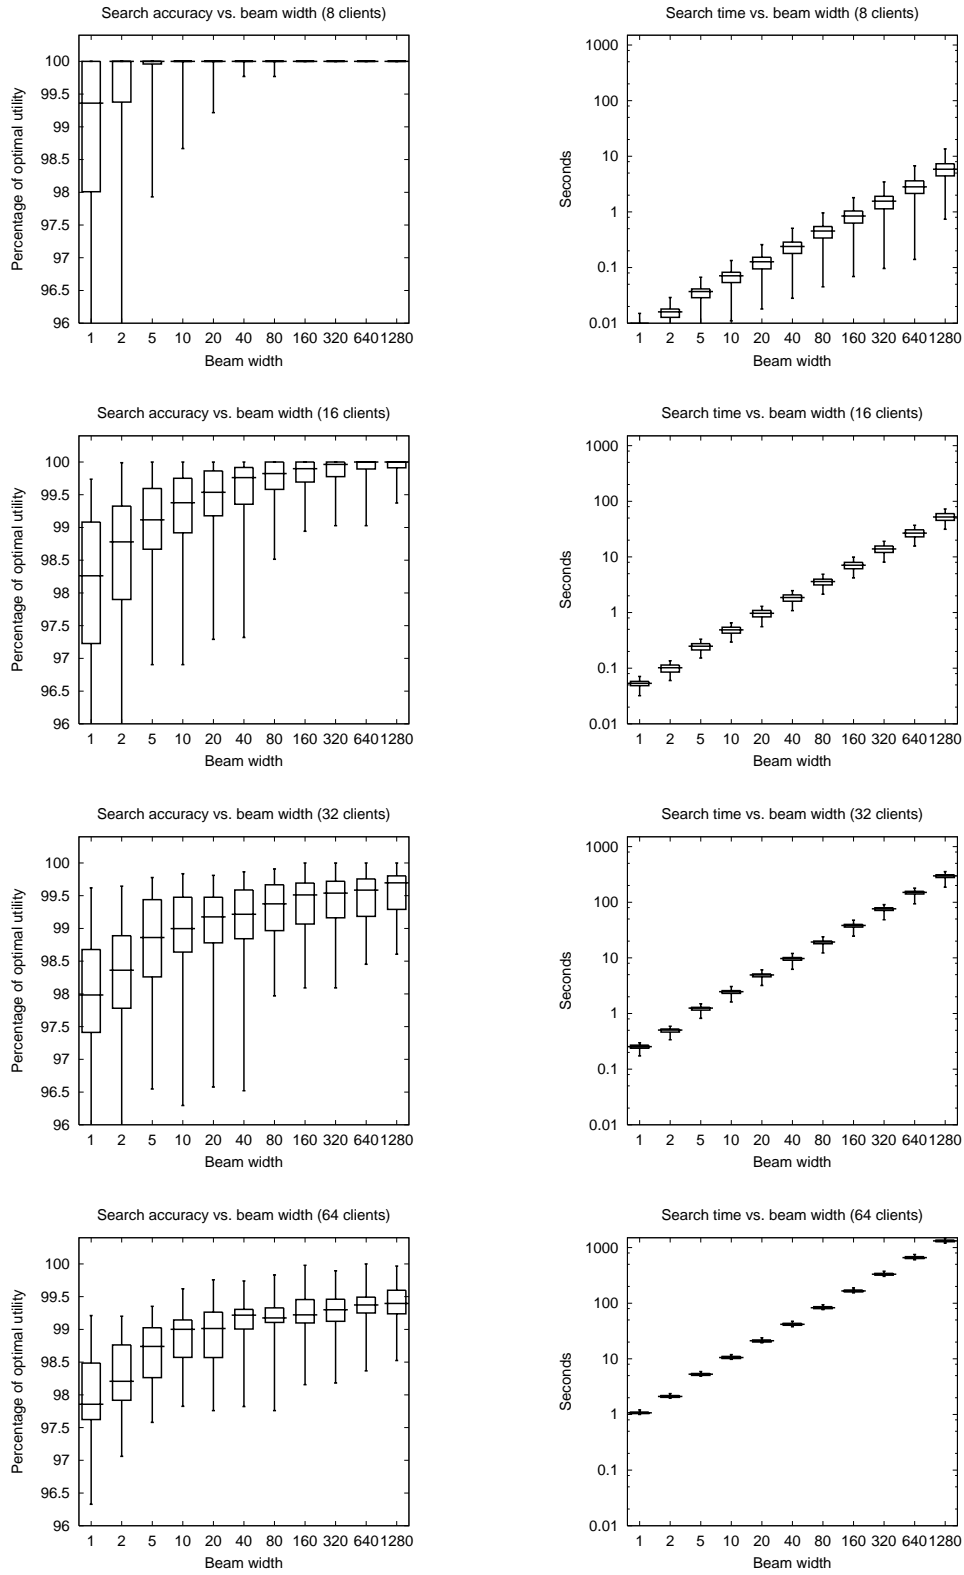 Search accuracy vs. beam width (8 clients)
Percentage of optimal utility
100
99.5
99
98.5
98
97.5
97
96.5
96
1 2 5 10 20 40 80 160 320 640 1280
Beam width
Search time vs. beam width (8 clients)
Seconds
1000
100
10
1
0.1
0.01
1 2 5 10 20 40 80 160 320 640 1280
Beam width
Search accuracy vs. beam width (16 clients)
Percentage of optimal utility
100
99.5
99
98.5
98
97.5
97
96.5
96
1 2 5 10 20 40 80 160 320 640 1280
Beam width
Search time vs. beam width (16 clients)
Seconds
1000
100
10
1
0.1
0.01
1 2 5 10 20 40 80 160 320 640 1280
Beam width
Search accuracy vs. beam width (32 clients)
Percentage of optimal utility
100
99.5
99
98.5
98
97.5
97
96.5
96
1 2 5 10 20 40 80 160 320 640 1280
Beam width
Search time vs. beam width (32 clients)
Seconds
1000
100
10
1
0.1
0.01
1 2 5 10 20 40 80 160 320 640 1280
Beam width
Search accuracy vs. beam width (64 clients)
Percentage of optimal utility
100
99.5
99
98.5
98
97.5
97
96.5
96
1 2 5 10 20 40 80 160 320 640 1280
Beam width
Search time vs. beam width (64 clients)
Seconds
1000
100
10
1
0.1
0.01
1 2 5 10 20 40 80 160 320 640 1280
Beam width